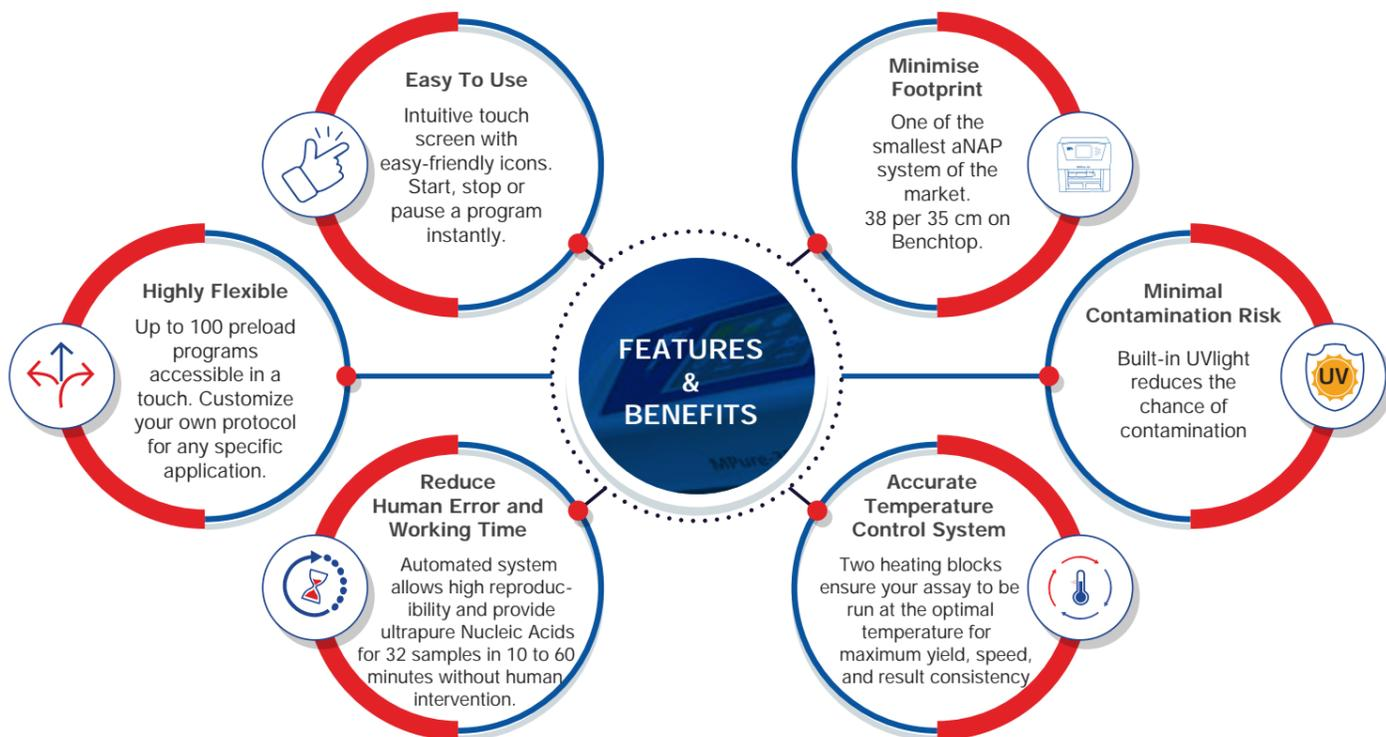 Easy To Use
Intuitive touch
screen with
easy-friendly icons.
Start, stop or
pause a program
instantly.
Minimise
Footprint
One of the
smallest aNAP
system of the
market.
38 per 35 cm on
Benchtop.
Highly Flexible
Up to 100 preload
programs
accessible in a
touch. Customize
your own protocol
for any specific
application.
FEATURES
&
BENEFITS
Minimal
Contamination Risk
Built-in UVlight
reduces the
chance of
contamination
UV
Reduce
Human Error and
Working Time
Automated system
allows high reproduc-
ibility and provide
ultrapure Nucleic Acids
for 32 samples in 10 to 60
minutes without human
intervention.
Accurate
Temperature
Control System
Two heating blocks
ensure your assay to be
run at the optimal
temperature for
maximum yield, speed,
and result consistency